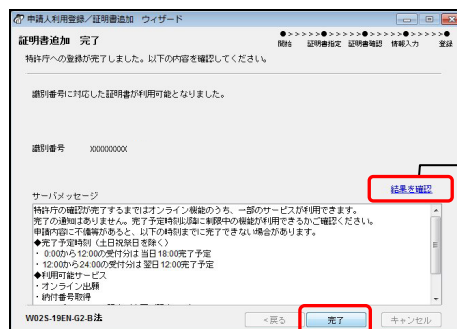 申請人利用登録／証明書追加　ウィザード
証明書追加　完了
●>>>>>●>>>>>●>>>>>●>>>>>●
開始　証明書指定　証明書確認　情報入力　登録
特許庁への登録が完了しました。以下の内容を確認してください。
識別番号に対応した証明書が利用可能となりました。
識別番号　XXXXXXXXX
結果を確認
サーバメッセージ
特許庁の確認が完了するまではオンライン機能のうち、一部のサービスが利用できます。
完了の通知はありません。完了予定時刻以降に制限中の機能が利用できるかご確認ください。
申請内容に不備等があると、以下の時刻までに完了できない場合があります。
◆完了予定時刻（土日祝祭日を除く）
・ 0:00から12:00の受付分は 当日18:00完了予定
・ 12:00から24:00の受付分は 翌日12:00完了予定
◆利用可能サービス
・オンライン出願
・納付番号取得
W02S-19EN-G2-B法
<戻る　完了　キャンセル